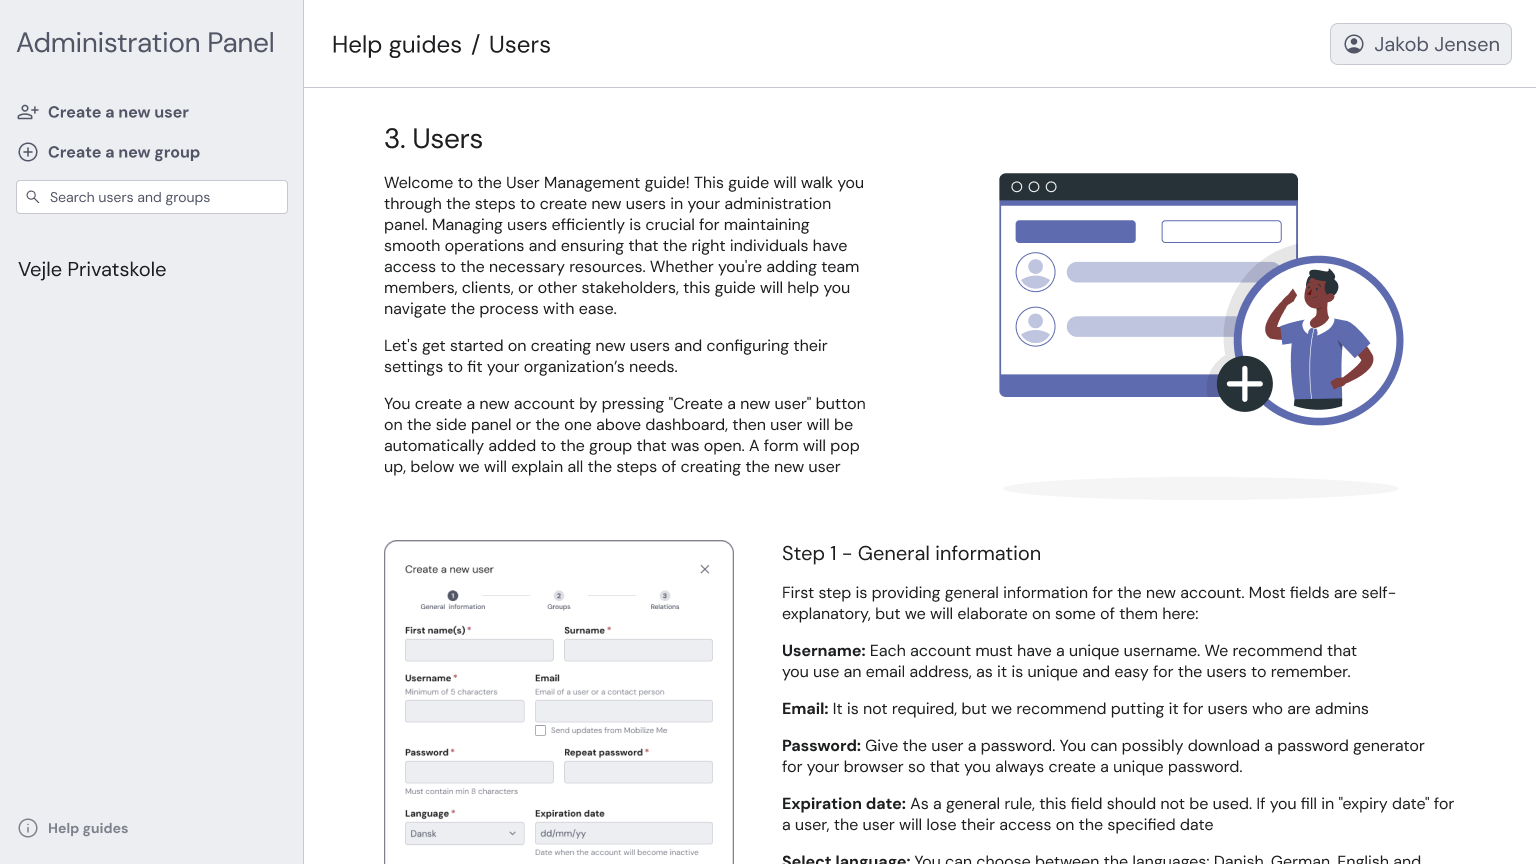 Administration Panel
Create a new user
Create a new group
Search users and groups
Vejle Privatskole
Help guides
Help guides / Users
Jakob Jensen
3. Users
Welcome to the User Management guide! This guide will walk you
through the steps to create new users in your administration
panel. Managing users efficiently is crucial for maintaining
smooth operations and ensuring that the right individuals have
access to the necessary resources. Whether you're adding team
members, clients, or other stakeholders, this guide will help you
navigate the process with ease.
Let's get started on creating new users and configuring their
settings to fit your organization’s needs.
You create a new account by pressing "Create a new user" button
on the side panel or the one above dashboard, then user will be
automatically added to the group that was open. A form will pop
up, below we will explain all the steps of creating the new user
Create a new user
1 2 3
General information Groups Relations
First name(s) * Surname *
Username * Email
Minimum of 5 characters Email of a user or a contact person
Send updates from Mobilize Me
Password * Repeat password *
Must contain min 8 characters
Language * Expiration date
Dansk dd/mm/yy
Date when the account will become inactive
Step 1 - General information
First step is providing general information for the new account. Most fields are self-
explanatory, but we will elaborate on some of them here:
Username: Each account must have a unique username. We recommend that
you use an email address, as it is unique and easy for the users to remember.
Email: It is not required, but we recommend putting it for users who are admins
Password: Give the user a password. You can possibly download a password generator
for your browser so that you always create a unique password.
Expiration date: As a general rule, this field should not be used. If you fill in "expiry date" for
a user, the user will lose their access on the specified date
Select language: You can choose between the languages: Danish, German, English and